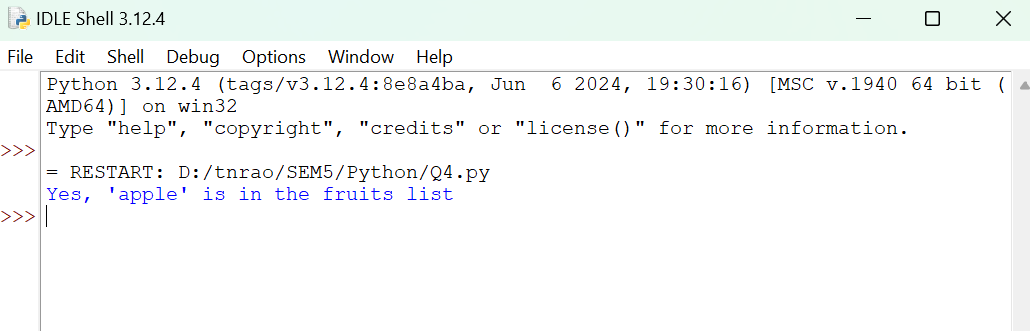 IDLE Shell 3.12.4
File Edit Shell Debug Options Window Help
Python 3.12.4 (tags/v3.12.4:8e8a4ba, Jun  6 2024, 19:30:16) [MSC v.1940 64 bit (
AMD64)] on win32
Type "help", "copyright", "credits" or "license()" for more information.
>>>
= RESTART: D:/tnrao/SEM5/Python/Q4.py
Yes, 'apple' is in the fruits list
>>>